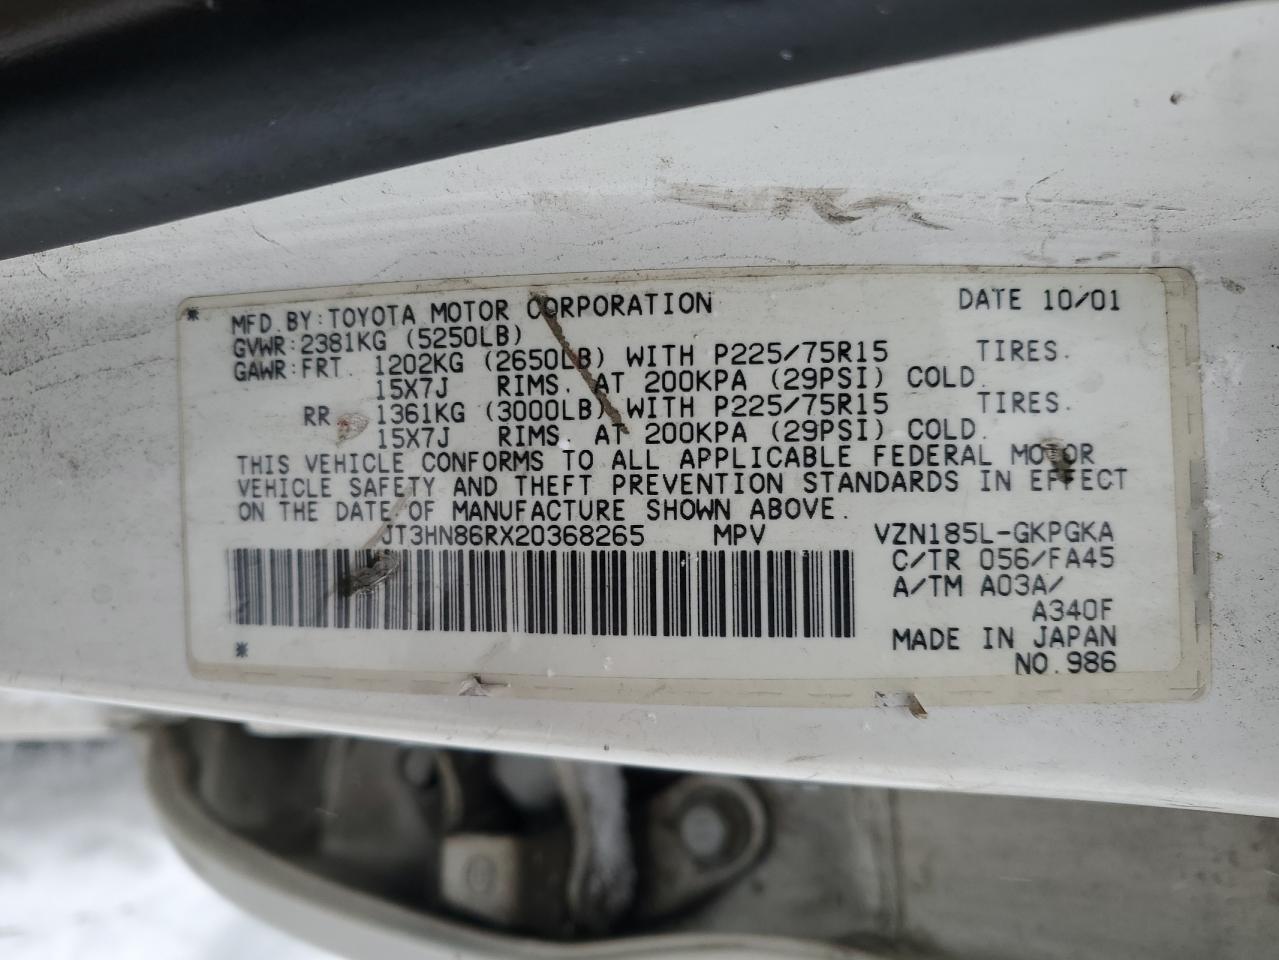 * MFD. BY: TOYOTA MOTOR CORPORATION DATE 10/01
GVWR: 2381KG (5250LB)
GAWR: FRT. 1202KG (2650LB) WITH P225/75R15 TIRES.
15X7J RIMS. AT 200KPA (29PSI) COLD.
RR 1361KG (3000LB) WITH P225/75R15 TIRES.
15X7J RIMS. AT 200KPA (29PSI) COLD.
THIS VEHICLE CONFORMS TO ALL APPLICABLE FEDERAL MOTOR
VEHICLE SAFETY AND THEFT PREVENTION STANDARDS IN EFFECT
ON THE DATE OF MANUFACTURE SHOWN ABOVE.
JT3HN86RX20368265 MPV VZN185L-GKPGKA
C/TR 056/FA45
A/TM A03A/
A340F
* MADE IN JAPAN
NO. 986